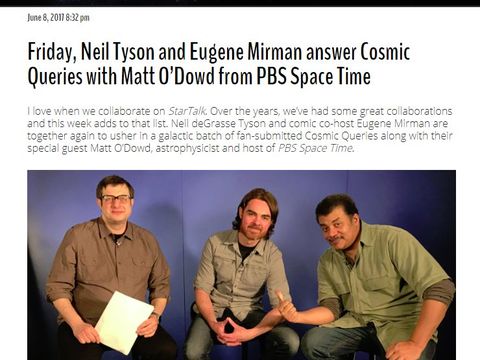 June 8, 2017 8:32 pm
Friday, Neil Tyson and Eugene Mirman answer Cosmic
Queries with Matt O'Dowd from PBS Space Time
I love when we collaborate on StarTalk. Over the years, we've had some great collaborations
and this week adds to that list. Neil deGrasse Tyson and comic co-host Eugene Mirman are
together again to usher in a galactic batch of fan-submitted Cosmic Queries along with their
special guest Matt O'Dowd, astrophysicist and host of PBS Space Time.